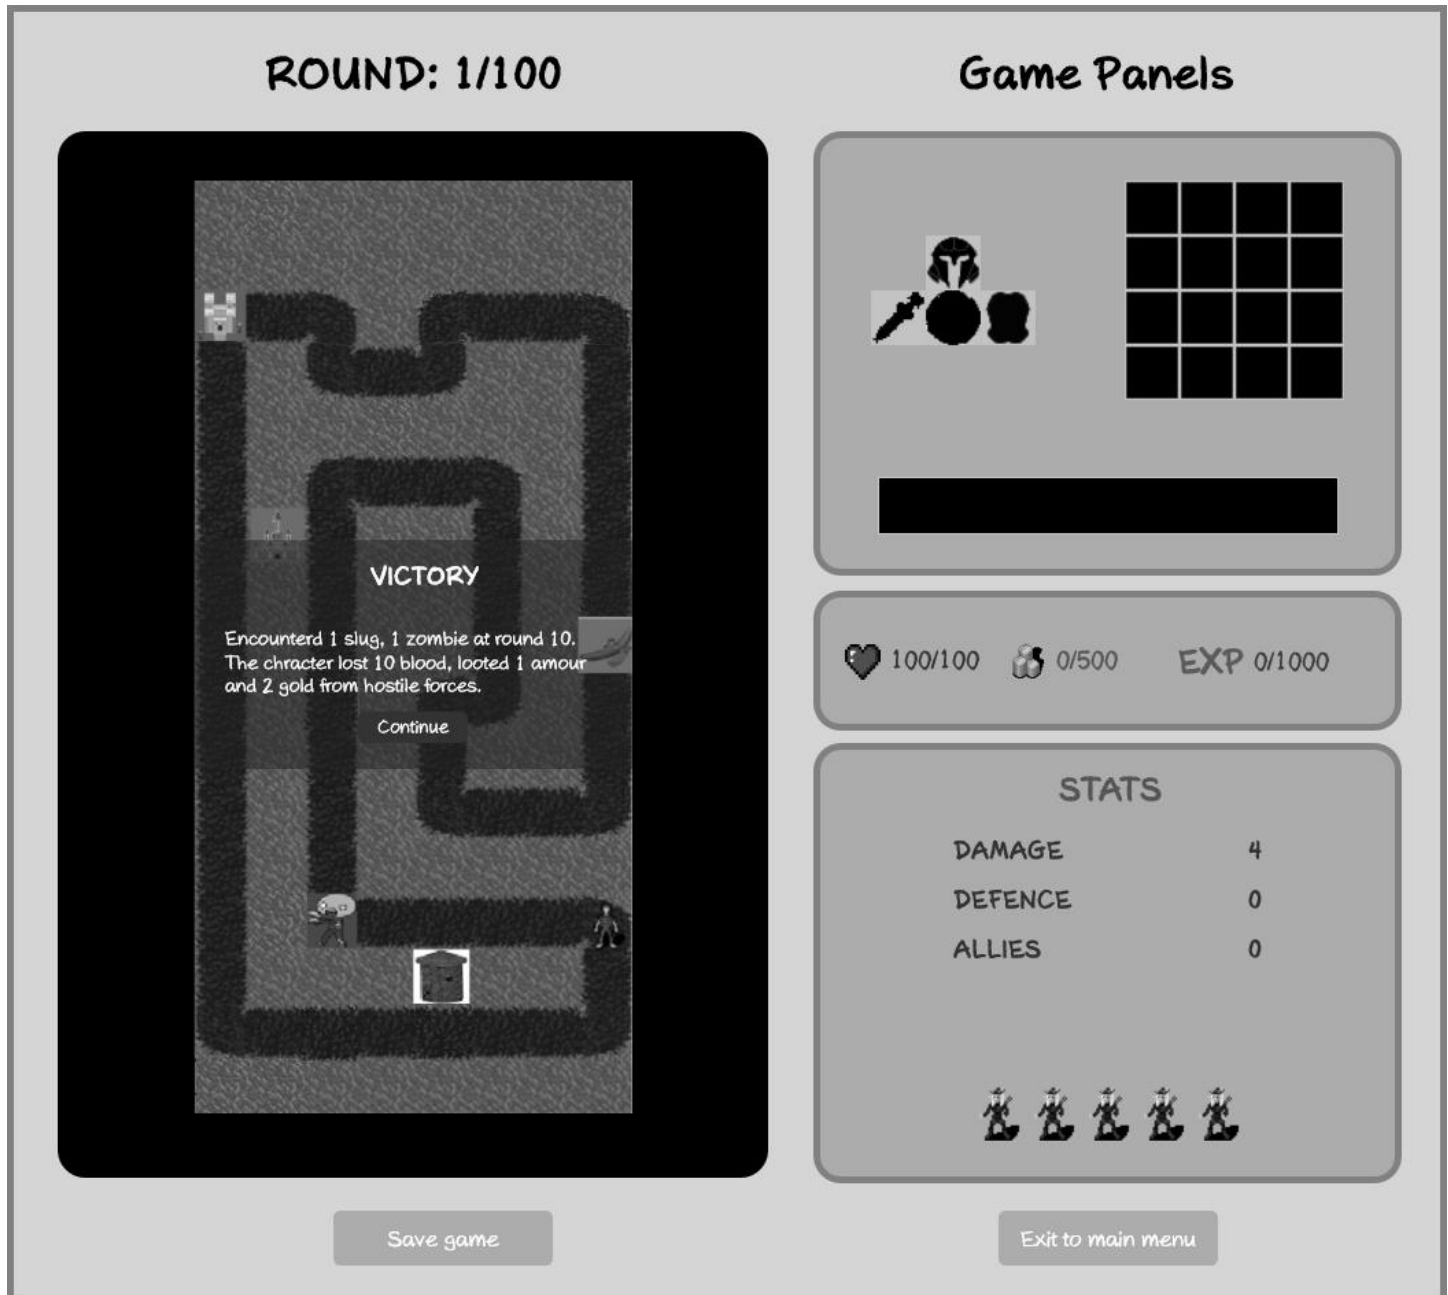 ROUND: 1/100
Game Panels
VICTORY
Encounterd 1 slug, 1 zombie at round 10.
The chracter lost 10 blood, looted 1 amour
and 2 gold from hostile forces.
Continue
100/100
0/500
EXP 0/1000
STATS
DAMAGE 4
DEFENCE 0
ALLIES 0
Save game
Exit to main menu